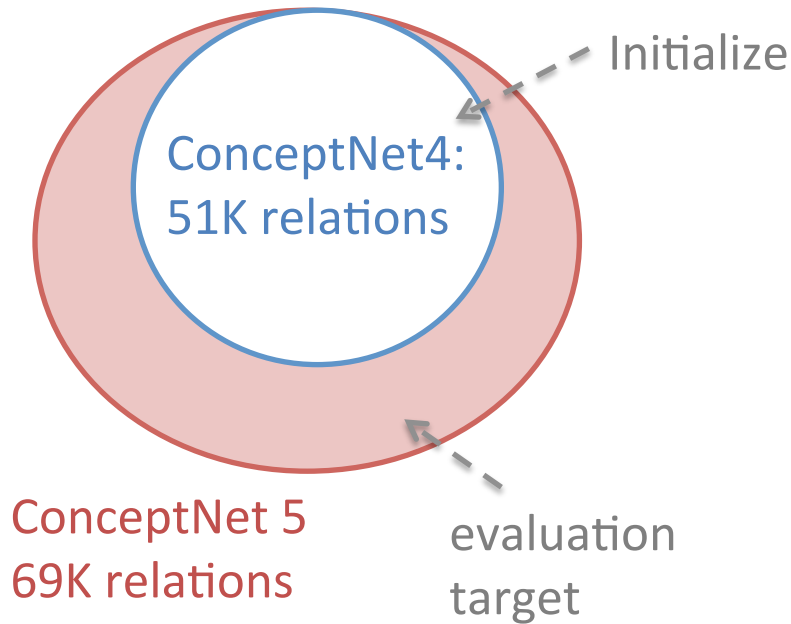 Initialize
ConceptNet4:
51K relations
ConceptNet 5
69K relations
evaluation
target